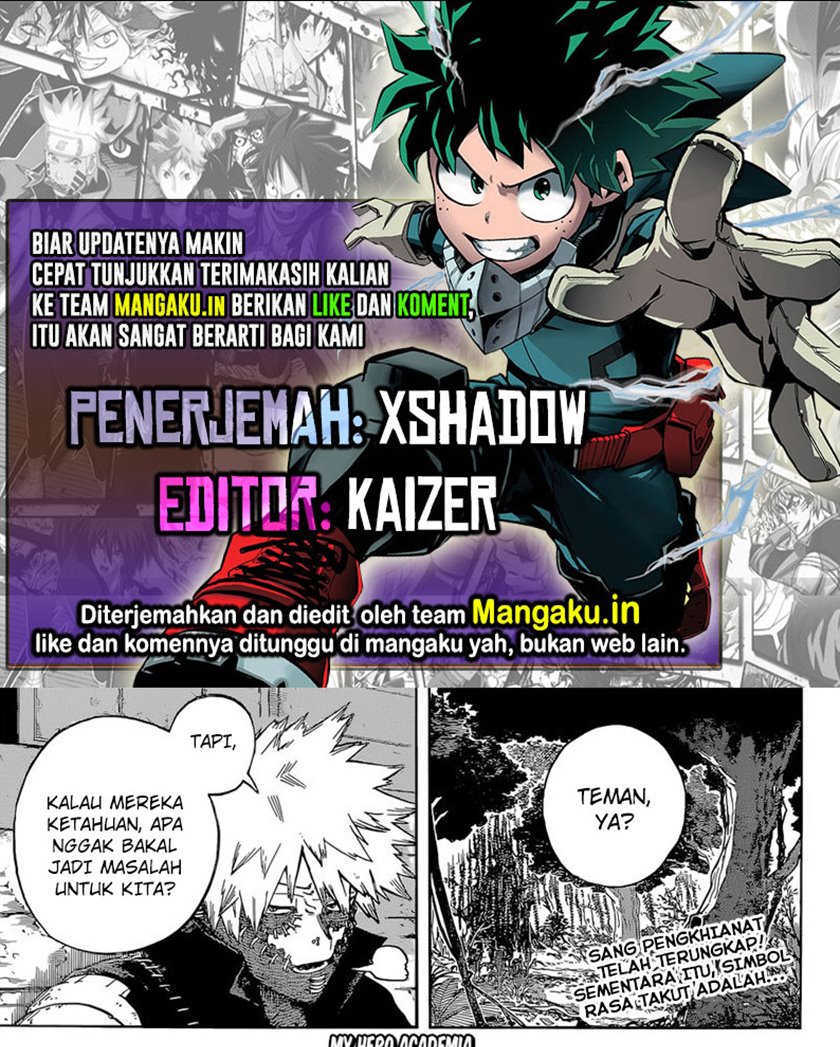 BIAR UPDATENYA MAKIN
CEPAT TUNJUKKAN TERIMAKASIH KALIAN
KE TEAM MANGAKU.IN BERIKAN LIKE DAN KOMENT,
ITU AKAN SANGAT BERARTI BAGI KAMI
PENERJEMAH: XSHADOW
EDITOR: KAIZER
Diterjemahkan dan diedit oleh team Mangaku.in
like dan komennya ditunggu di mangaku yah, bukan web lain.
TEMAN,
YA?
SANG PENGKHIANAT
TELAH TERUNGKAP!
SEMENTARA ITU, SIMBOL
RASA TAKUT ADALAH...
TAPI,
KALAU MEREKA
KETAHUAN, APA
NGGAK BAKAL
JADI MASALAH
UNTUK KITA?
MY HERO ACADEMIA